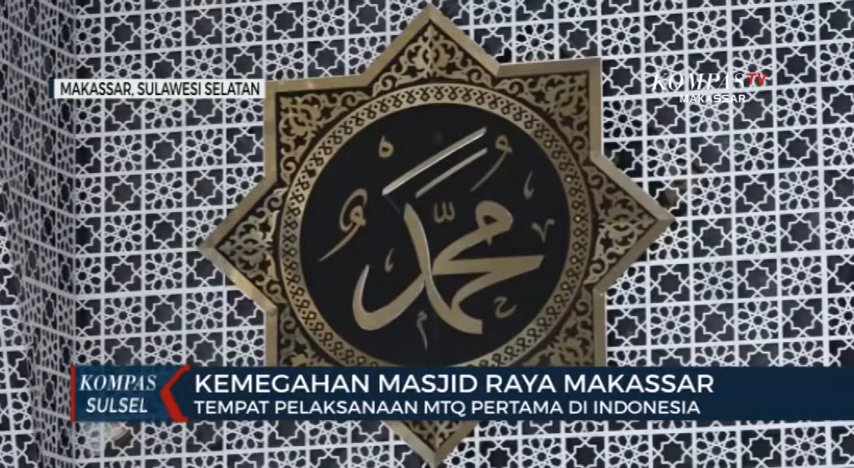 MAKASSAR, SULAWESI SELATAN
KOMPAS TV
MAKASSAR
محمد
KOMPAS
SULSEL
KEMEGAHAN MASJID RAYA MAKASSAR
TEMPAT PELAKSANAAN MTQ PERTAMA DI INDONESIA